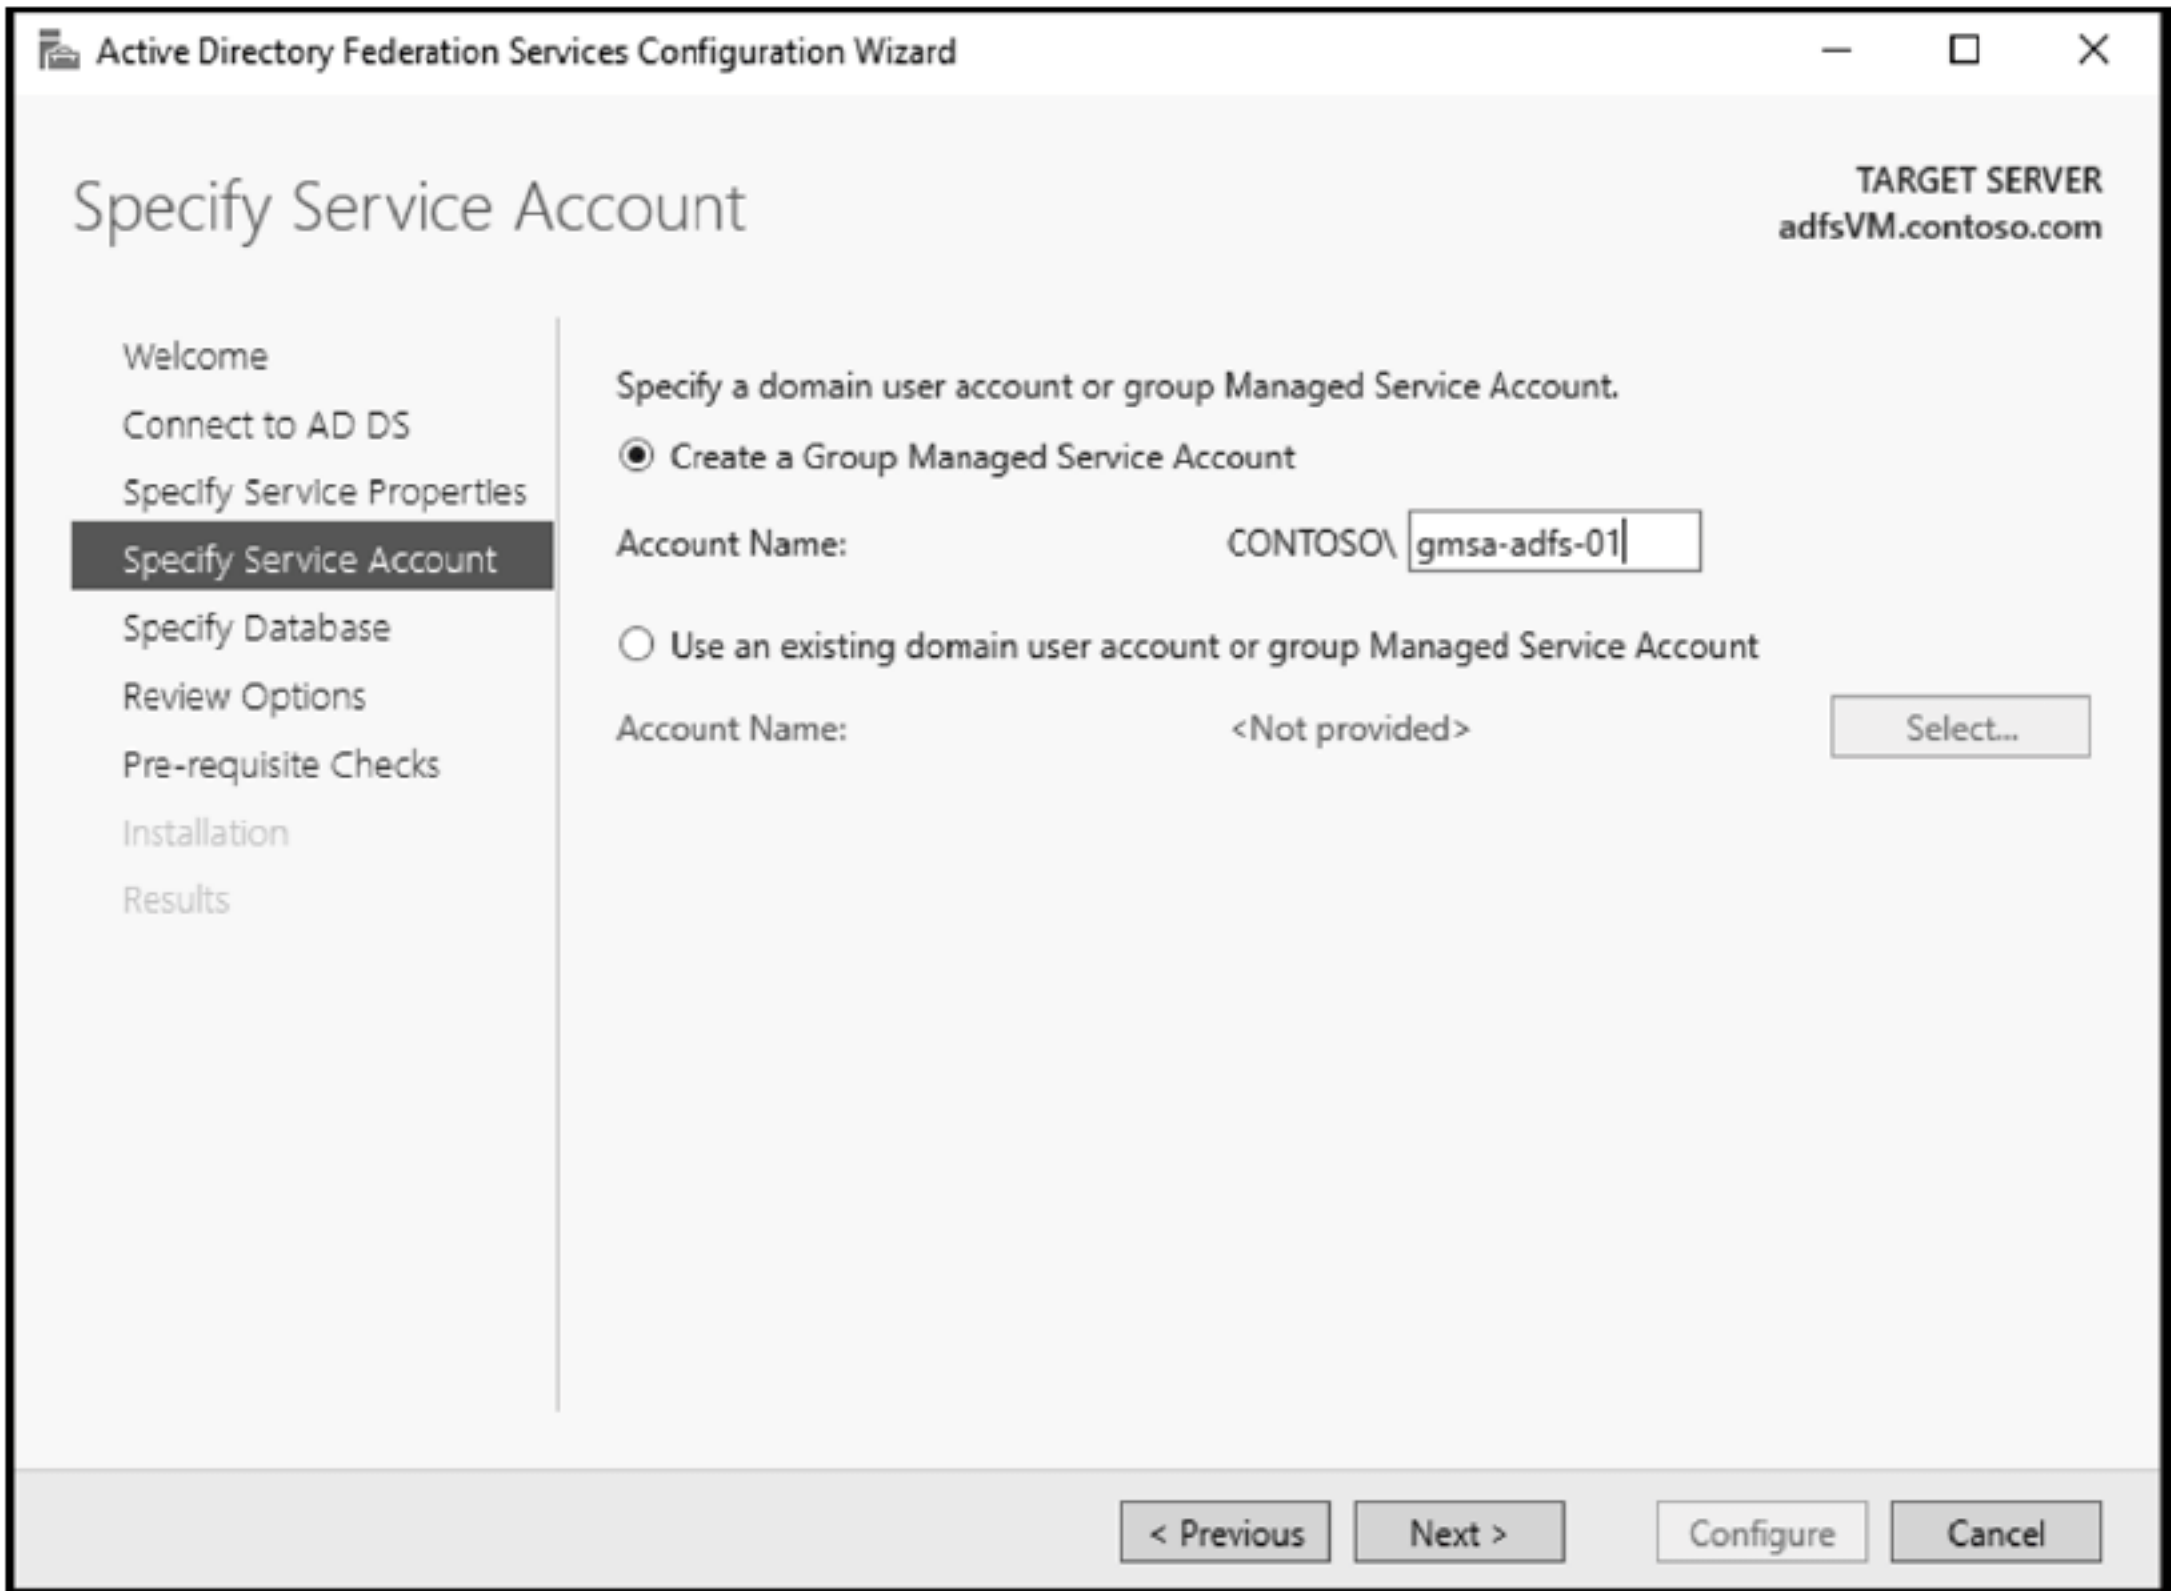 Active Directory Federation Services Configuration Wizard
Specify Service Account
TARGET SERVER
adfsVM.contoso.com
Welcome
Connect to AD DS
Specify Service Properties
Specify Service Account
Specify Database
Review Options
Pre-requisite Checks
Installation
Results
Specify a domain user account or group Managed Service Account.
Create a Group Managed Service Account
Account Name: CONTOSO\ gmsa-adfs-01
Use an existing domain user account or group Managed Service Account
Account Name: <Not provided> Select...
< Previous Next > Configure Cancel